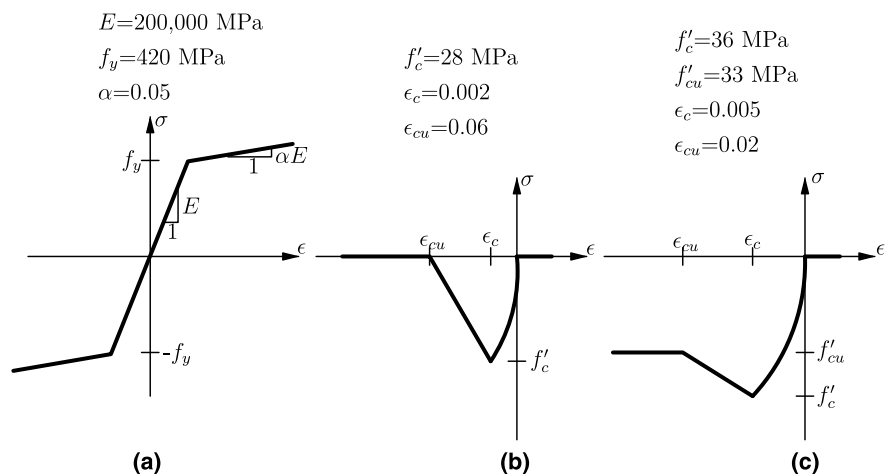 E=200,000 MPa
f_y=420 MPa
α=0.05
σ
f_y
αE
1
E
1
ϵ
-f_y
(a)
f'_c=28 MPa
ϵ_c=0.002
ϵ_cu=0.06
σ
ϵ_cu
ϵ_c
ϵ
f'_c
(b)
f'_c=36 MPa
f'_cu=33 MPa
ϵ_c=0.005
ϵ_cu=0.02
σ
ϵ_cu
ϵ_c
ϵ
f'_cu
f'_c
(c)